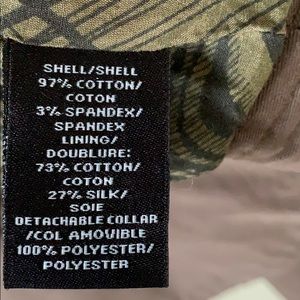 SHELL/SHELL
97% COTTON/
COTON
3% SPANDEX/
SPANDEX
LINING/
DOUBLURE:
73% COTTON/
COTON
27% SILK/
SOIE
DETACHABLE COLLAR
/COL AMOVIBLE
100% POLYESTER/
POLYESTER